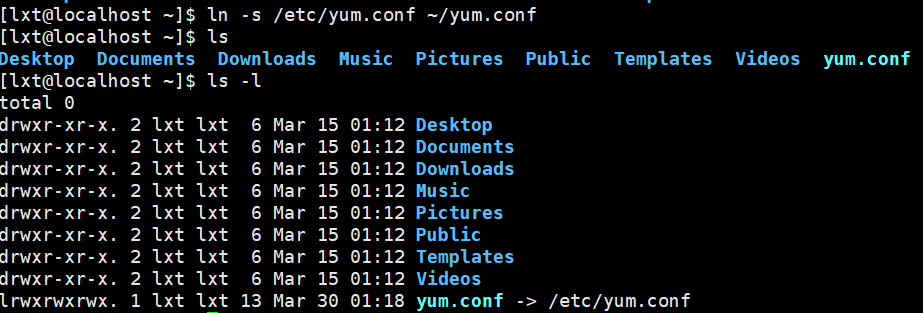 [lxt@localhost ~]$ ln -s /etc/yum.conf ~/yum.conf
[lxt@localhost ~]$ ls
Desktop  Documents  Downloads  Music  Pictures  Public  Templates  Videos  yum.conf
[lxt@localhost ~]$ ls -l
total 0
drwxr-xr-x. 2 lxt lxt  6 Mar 15 01:12 Desktop
drwxr-xr-x. 2 lxt lxt  6 Mar 15 01:12 Documents
drwxr-xr-x. 2 lxt lxt  6 Mar 15 01:12 Downloads
drwxr-xr-x. 2 lxt lxt  6 Mar 15 01:12 Music
drwxr-xr-x. 2 lxt lxt  6 Mar 15 01:12 Pictures
drwxr-xr-x. 2 lxt lxt  6 Mar 15 01:12 Public
drwxr-xr-x. 2 lxt lxt  6 Mar 15 01:12 Templates
drwxr-xr-x. 2 lxt lxt  6 Mar 15 01:12 Videos
lrwxrwxrwx. 1 lxt lxt 13 Mar 30 01:18 yum.conf -> /etc/yum.conf